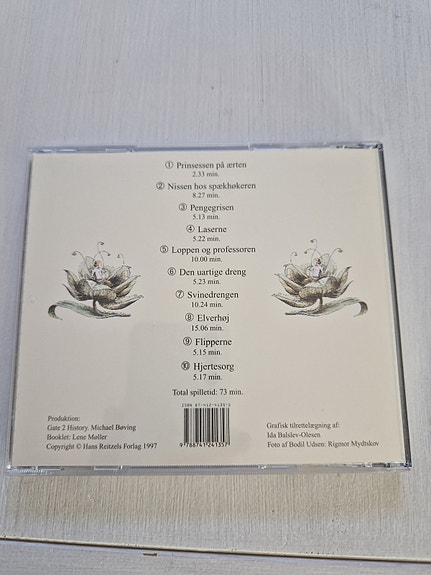 ① Prinsessen på ærten
2.33 min.
② Nissen hos spækhøkeren
8.27 min.
③ Pengegrisen
5.13 min.
④ Laserne
5.22 min.
⑤ Loppen og professoren
10.00 min.
⑥ Den uartige dreng
5.23 min.
⑦ Svinedrengen
10.24 min.
⑧ Elverhøj
15.06 min.
⑨ Flipperne
5.15 min.
⑩ Hjertesorg
5.17 min.
Total spilletid: 73 min.
9 788741 241357
Produktion:
Gate 2 History. Michael Bøving
Booklet: Lene Møller
Copyright © Hans Reitzels Forlag 1997
Grafisk tilrettelægning af:
Ida Balslev-Olesen
Foto af Bodil Udsen: Rigmor Mydtskov